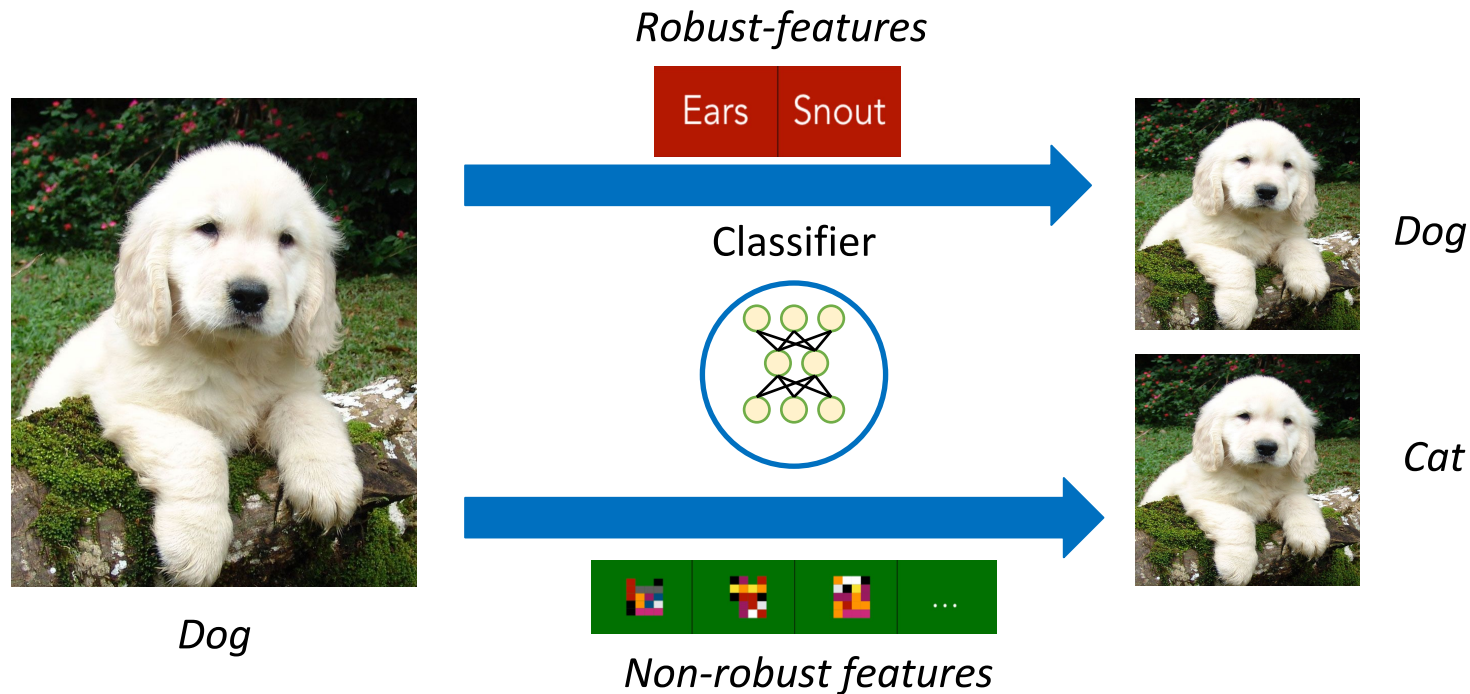 Robust-features
Ears
Snout
Classifier
Dog
Cat
...
Dog
Non-robust features